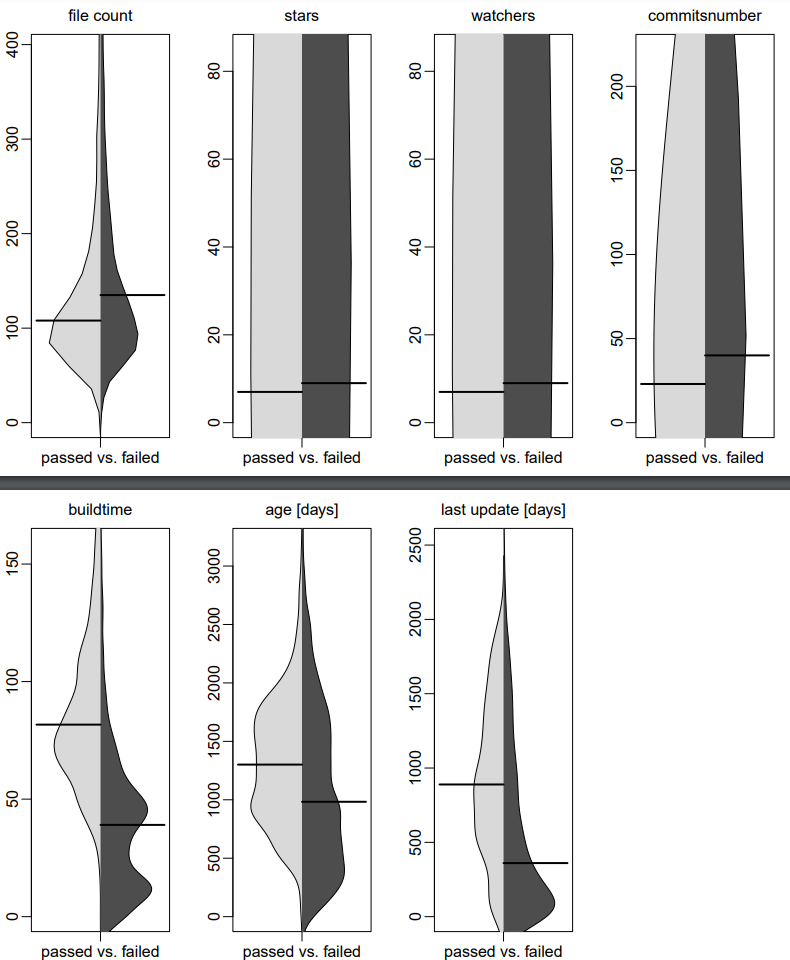 file count
400
300
200
100
0
passed vs. failed
stars
80
60
40
20
0
passed vs. failed
watchers
80
60
40
20
0
passed vs. failed
commitsnumber
200
150
100
50
0
passed vs. failed
buildtime
150
100
50
0
passed vs. failed
age [days]
3000
2500
2000
1500
1000
500
0
passed vs. failed
last update [days]
2500
2000
1500
1000
500
0
passed vs. failed